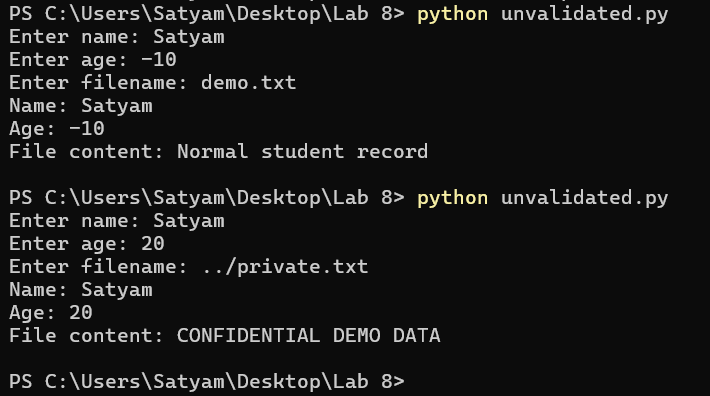 PS C:\Users\Satyam\Desktop\Lab 8> python unvalidated.py
Enter name: Satyam
Enter age: -10
Enter filename: demo.txt
Name: Satyam
Age: -10
File content: Normal student record
PS C:\Users\Satyam\Desktop\Lab 8> python unvalidated.py
Enter name: Satyam
Enter age: 20
Enter filename: ../private.txt
Name: Satyam
Age: 20
File content: CONFIDENTIAL DEMO DATA
PS C:\Users\Satyam\Desktop\Lab 8>